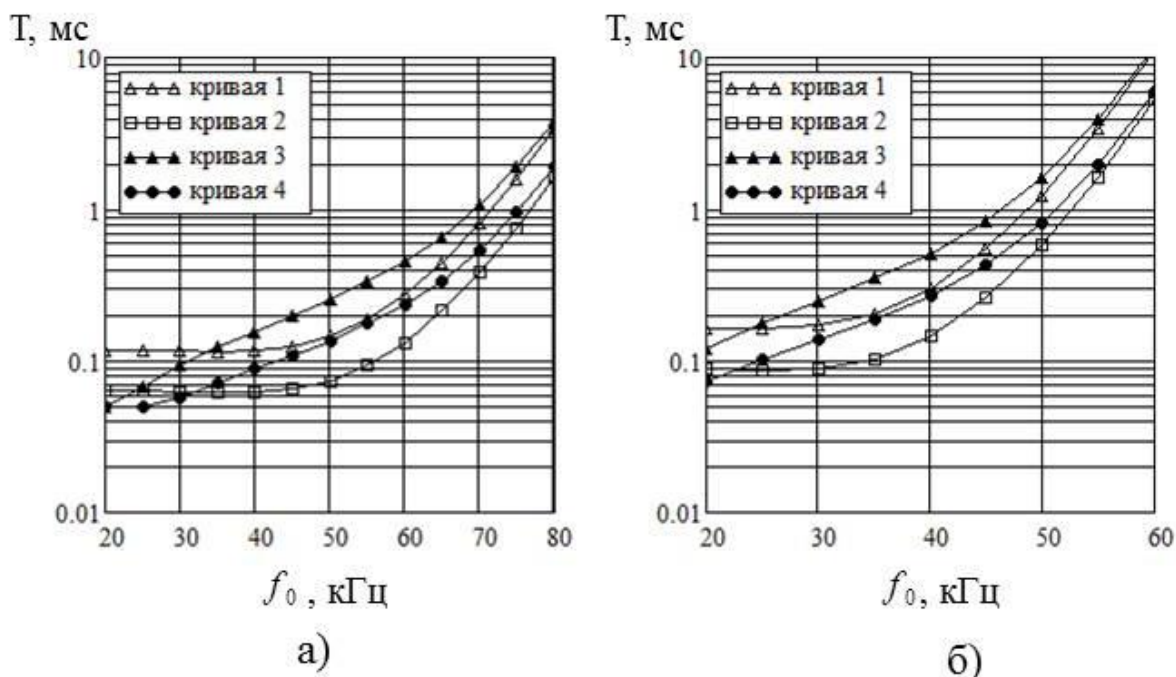 T, мс
10
1
0.1
0.01
кривая 1
кривая 2
кривая 3
кривая 4
20 30 40 50 60 70 80
f₀ , кГц
а)
T, мс
10
1
0.1
0.01
кривая 1
кривая 2
кривая 3
кривая 4
20 30 40 50 60
f₀ , кГц
б)